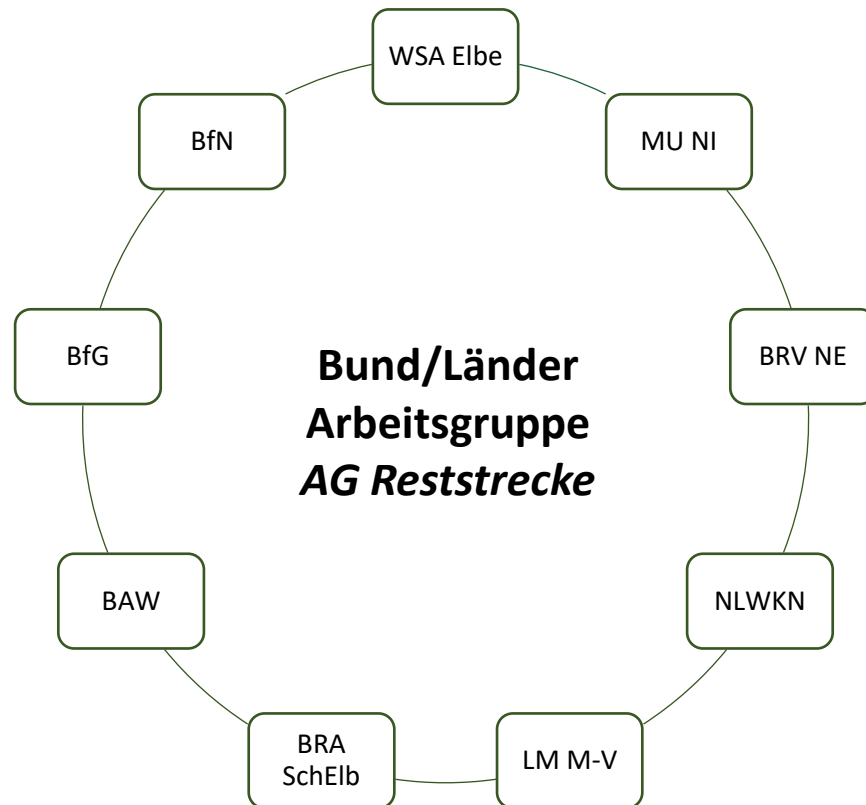 WSA Elbe
MU NI
BRV NE
NLWKN
LM M-V
BRA
SchElb
BAW
BfG
BfN
Bund/Länder
Arbeitsgruppe
AG Reststrecke